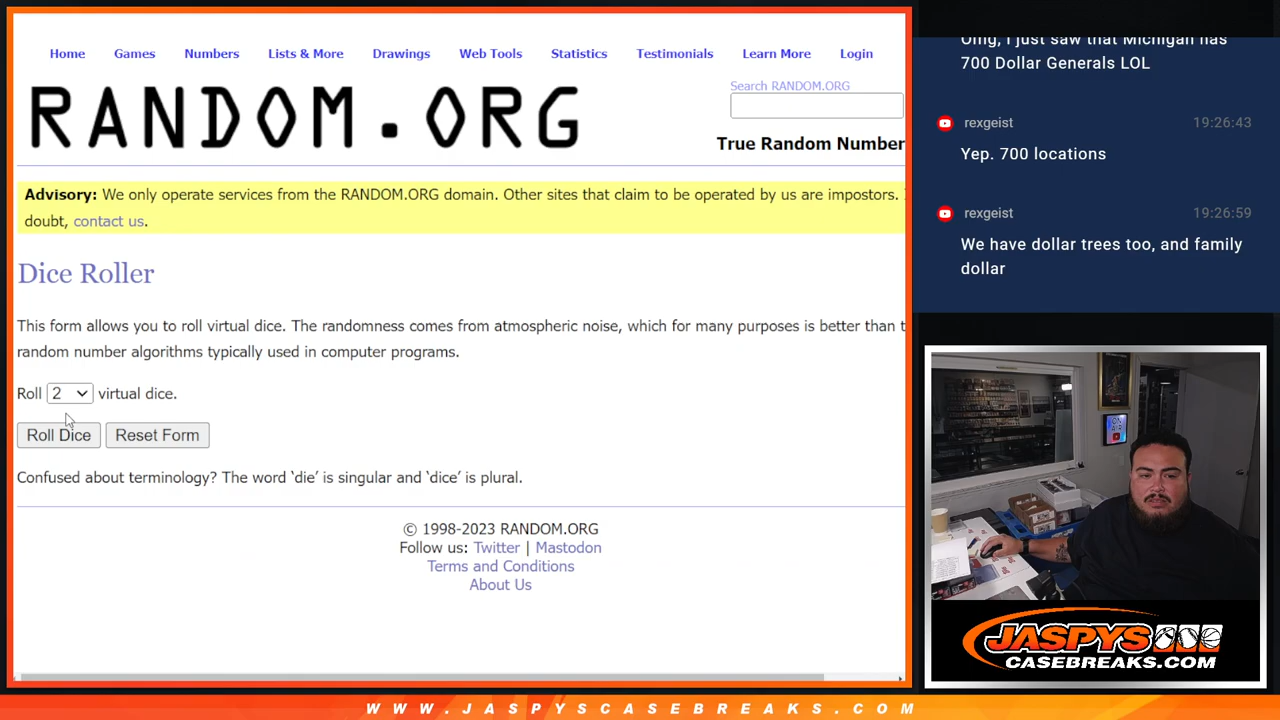 Home Games Numbers Lists & More Drawings Web Tools Statistics Testimonials Learn More Login
RANDOM.ORG
Search RANDOM.ORG
True Random Number
Advisory: We only operate services from the RANDOM.ORG domain. Other sites that claim to be operated by us are impostors.
doubt, contact us.
Dice Roller
This form allows you to roll virtual dice. The randomness comes from atmospheric noise, which for many purposes is better than t
random number algorithms typically used in computer programs.
Roll 2 virtual dice.
Roll Dice Reset Form
Confused about terminology? The word ‘die’ is singular and ‘dice’ is plural.
© 1998-2023 RANDOM.ORG
Follow us: Twitter | Mastodon
Terms and Conditions
About Us
Omg, I just saw that Michigan has
700 Dollar Generals LOL
rexgeist 19:26:43
Yep. 700 locations
rexgeist 19:26:59
We have dollar trees too, and family
dollar
ON
AIR
JASPYS
CASEBREAKS.COM
WWW.JASPYSCASEBREAKS.COM